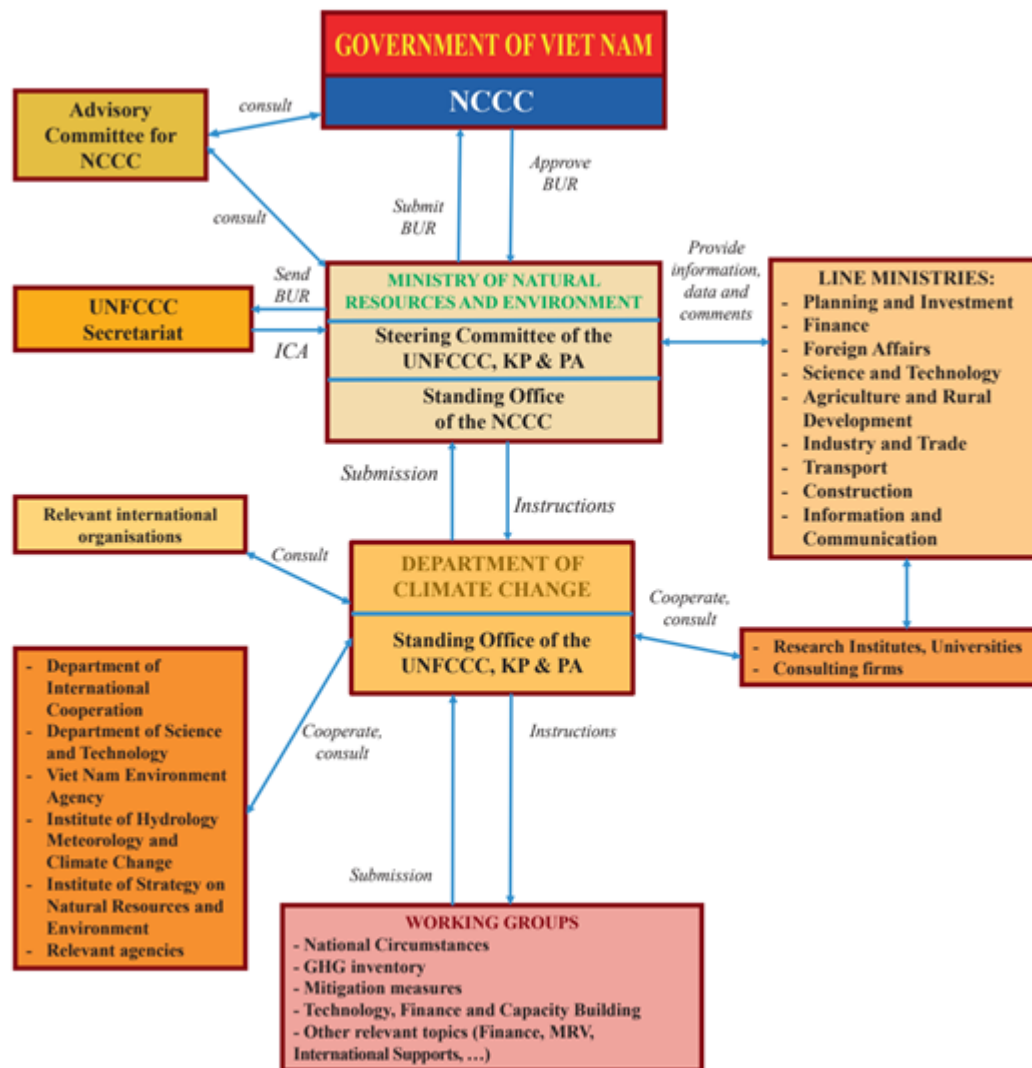 GOVERNMENT OF VIET NAM
NCCC
Advisory
Committee for
NCCC
consult
consult
Submit
BUR
Approve
BUR
MINISTRY OF NATURAL
RESOURCES AND ENVIRONMENT
Steering Committee of the
UNFCCC, KP & PA
Standing Office
of the NCCC
UNFCCC
Secretariat
Send
BUR
ICA
Provide
information,
data and
comments
LINE MINISTRIES:
- Planning and Investment
- Finance
- Foreign Affairs
- Science and Technology
- Agriculture and Rural
Development
- Industry and Trade
- Transport
- Construction
- Information and
Communication
Submission
Instructions
Relevant international
organisations
Consult
DEPARTMENT OF
CLIMATE CHANGE
Standing Office of the
UNFCCC, KP & PA
Cooperate,
consult
- Research Institutes, Universities
- Consulting firms
- Department of
International
Cooperation
- Department of Science
and Technology
- Viet Nam Environment
Agency
- Institute of Hydrology
Meteorology and
Climate Change
- Institute of Strategy on
Natural Resources and
Environment
- Relevant agencies
Cooperate,
consult
Instructions
Submission
WORKING GROUPS
- National Circumstances
- GHG inventory
- Mitigation measures
- Technology, Finance and Capacity Building
- Other relevant topics (Finance, MRV,
International Supports, …)